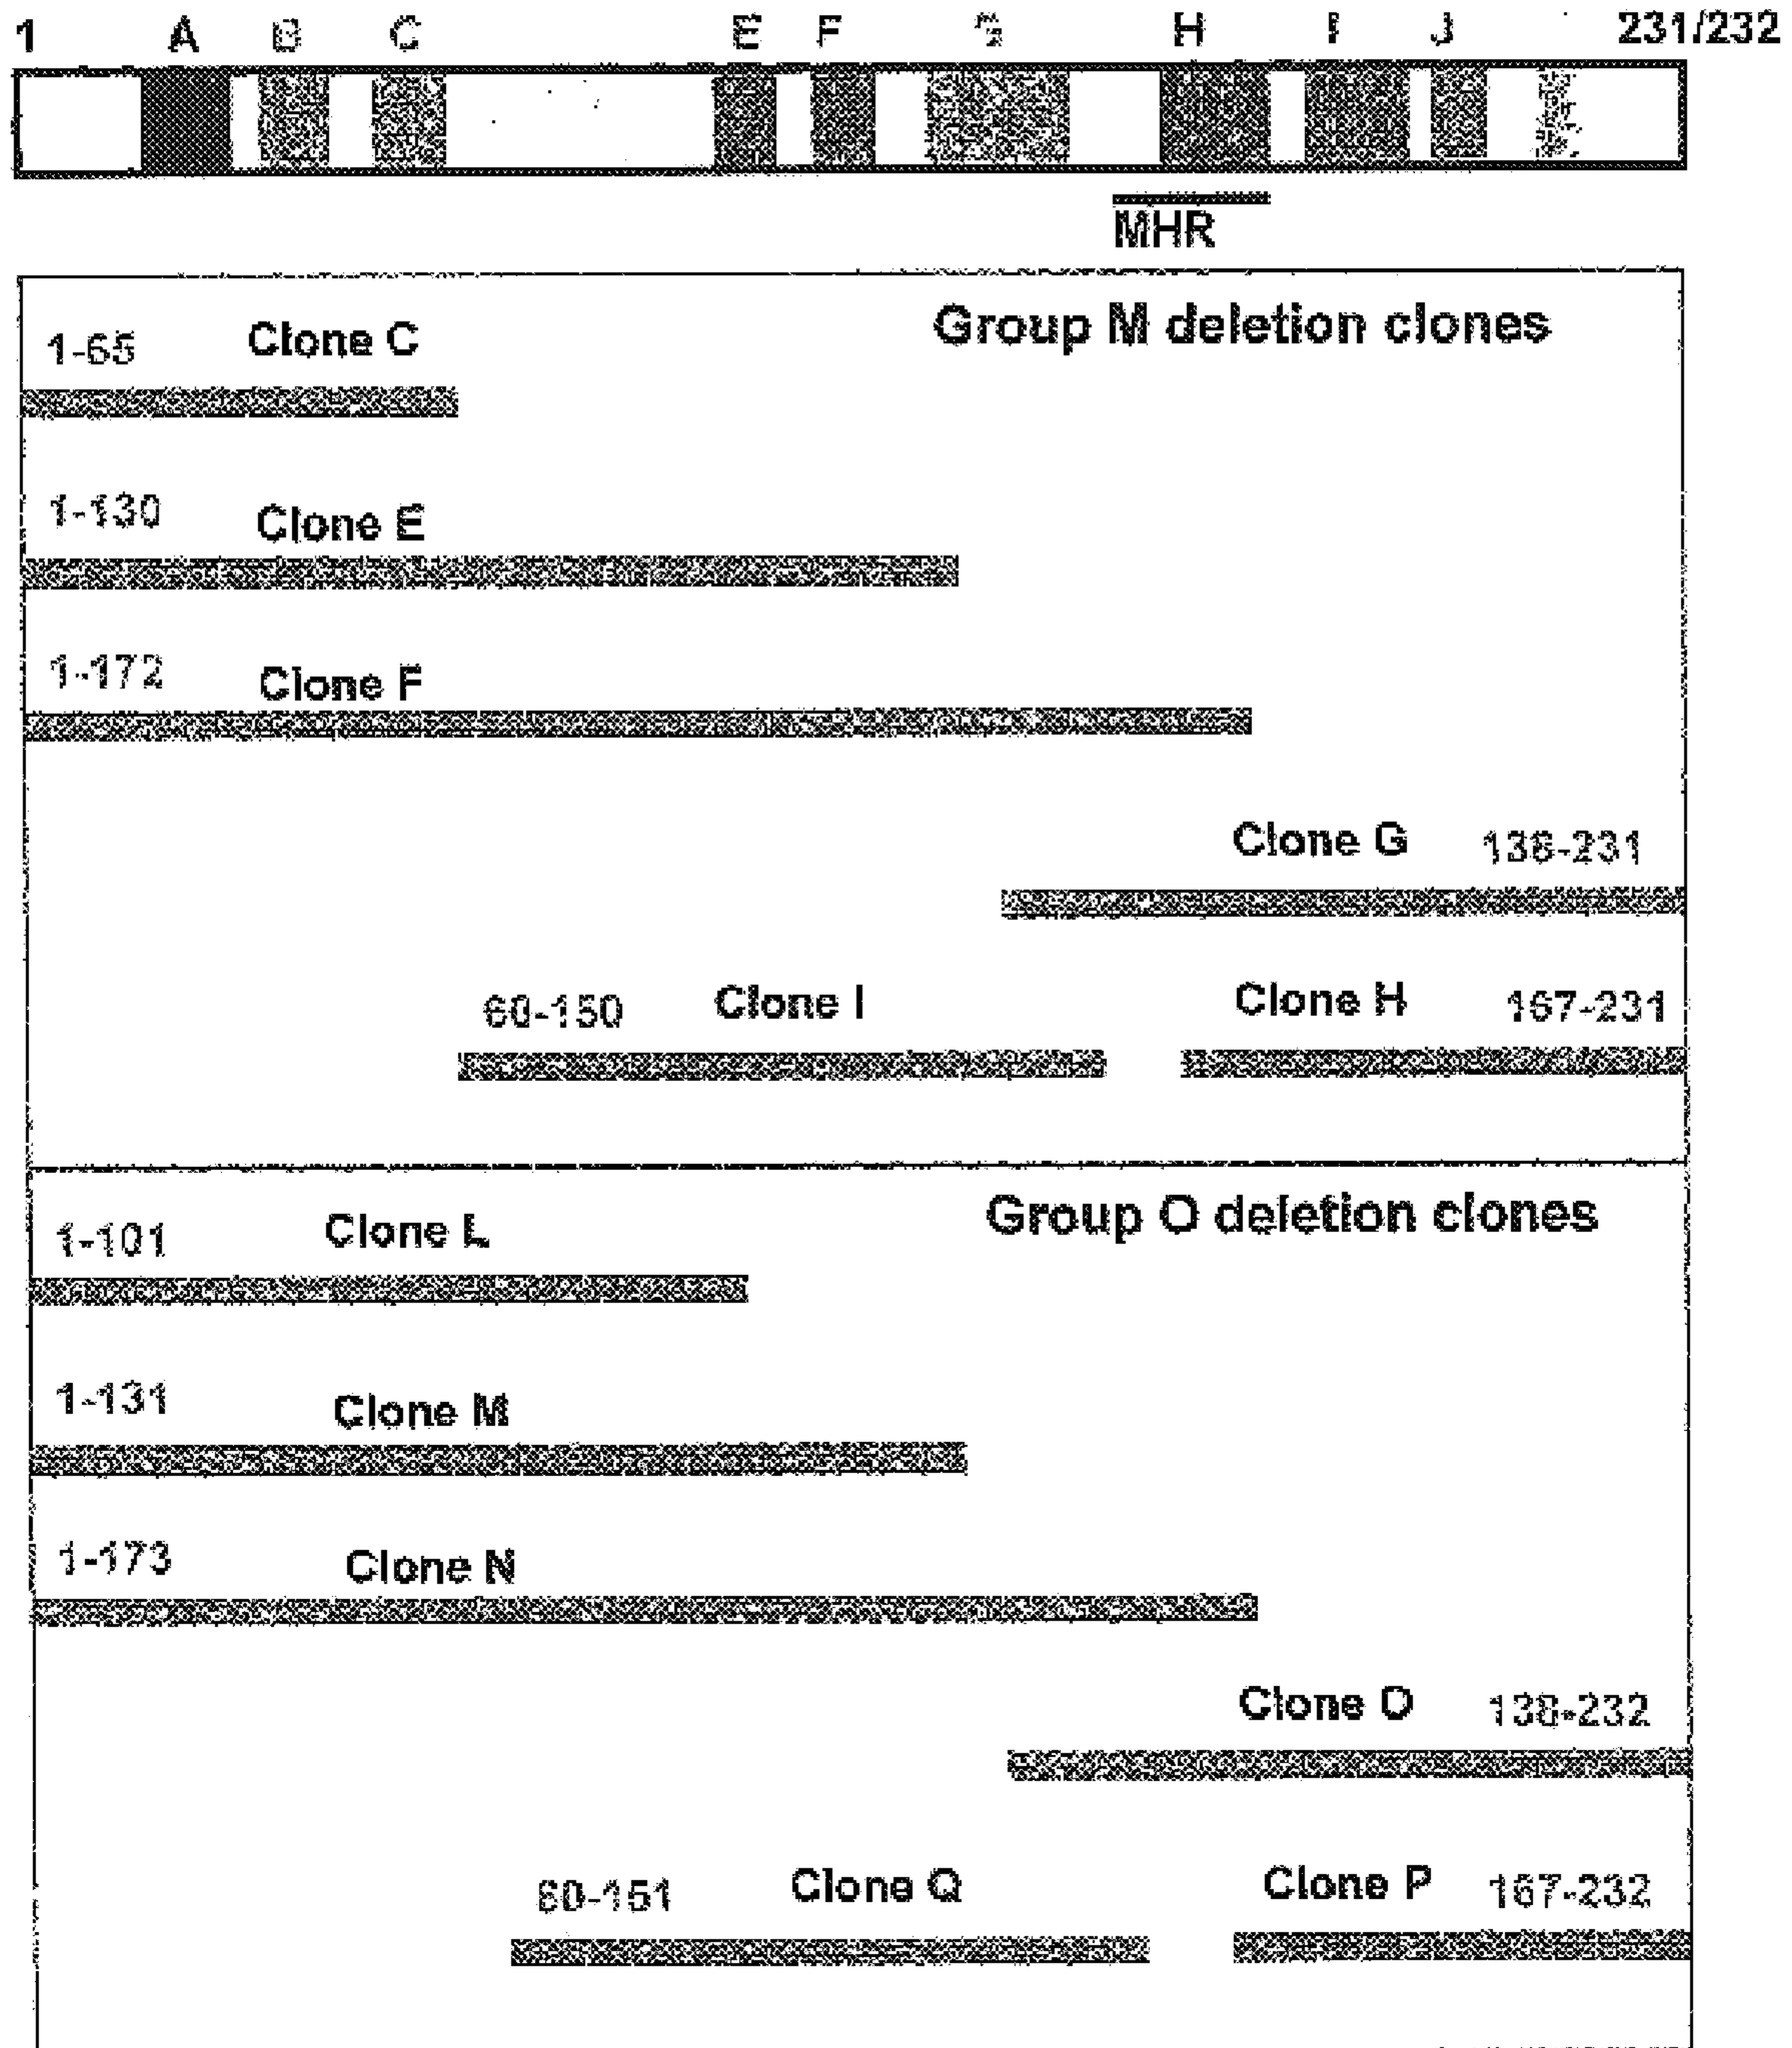 1 A B C E F G H I J 231/232
MHR
Group M deletion clones
1-65 Clone C
1-130 Clone E
1-172 Clone F
Clone G 138-231
60-150 Clone I Clone H 167-231
Group O deletion clones
1-101 Clone L
1-131 Clone M
1-173 Clone N
Clone O 138-232
60-151 Clone Q Clone P 167-232